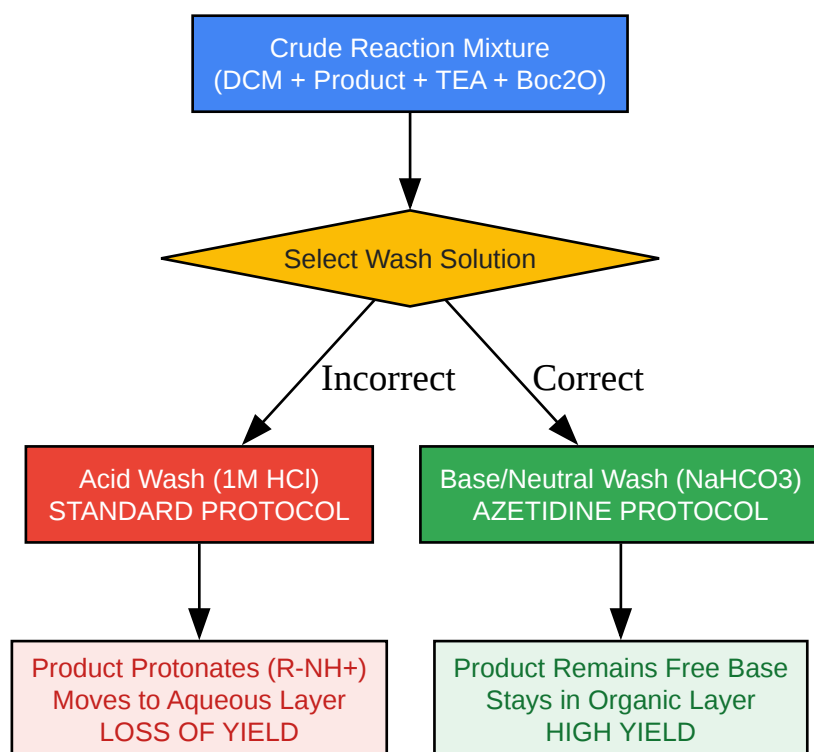 Crude Reaction Mixture
(DCM + Product + TEA + Boc2O)
Select Wash Solution
Incorrect
Correct
Acid Wash (1M HCl)
STANDARD PROTOCOL
Base/Neutral Wash (NaHCO3)
AZETIDINE PROTOCOL
Product Protonates (R-NH+)
Moves to Aqueous Layer
LOSS OF YIELD
Product Remains Free Base
Stays in Organic Layer
HIGH YIELD